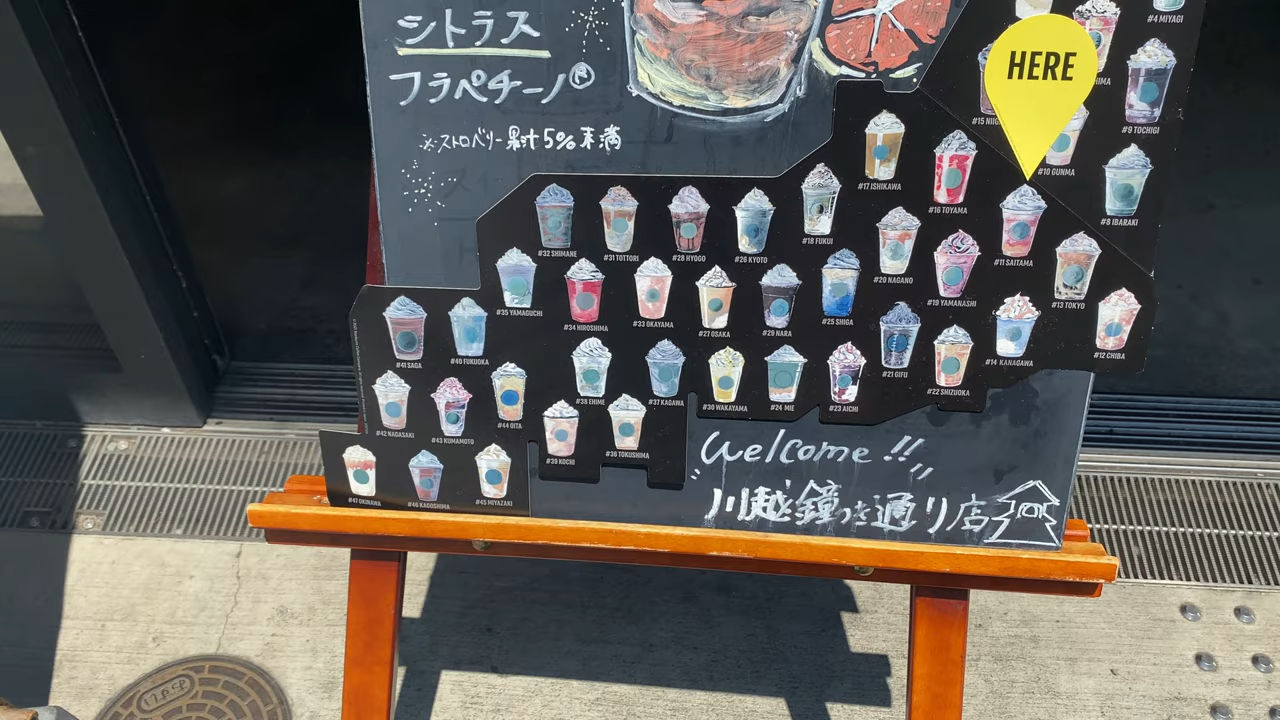 シトラス
フラペチーノ®
※ストロベリー果汁5%未満
HERE
#4 MIYAGI
#9 TOCHIGI
#10 GUNMA
#8 IBARAKI
#17 ISHIKAWA
#16 TOYAMA
#18 FUKUI
#11 SAITAMA
#32 SHIMANE
#31 TOTTORI
#28 HYOGO
#26 KYOTO
#20 NAGANO
#19 YAMANASHI
#13 TOKYO
#35 YAMAGUCHI
#34 HIROSHIMA
#33 OKAYAMA
#27 OSAKA
#29 NARA
#25 SHIGA
#12 CHIBA
#14 KANAGAWA
#21 GIFU
#22 SHIZUOKA
#41 SAGA
#40 FUKUOKA
#38 EHIME
#37 KAGAWA
#30 WAKAYAMA
#24 MIE
#23 AICHI
#42 NAGASAKI
#43 KUMAMOTO
#44 OITA
#39 KOCHI
#36 TOKUSHIMA
#47 OKINAWA
#46 KAGOSHIMA
#45 MIYAZAKI
Welcome!!
川越鐘つき通り店